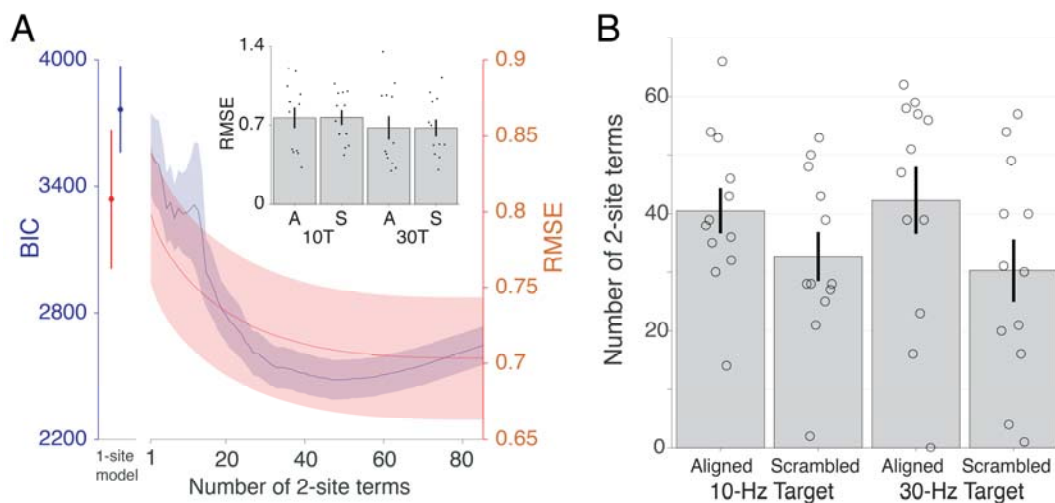 A
BIC
4000
3400
2800
2200
1-site
model
1
20
40
60
80
Number of 2-site terms
0.9
0.85
0.8
0.75
0.7
0.65
RMSE
RMSE
1.4
0.7
0
A S A S
10T 30T
B
Number of 2-site terms
60
40
20
0
Aligned Scrambled Aligned Scrambled
10-Hz Target 30-Hz Target